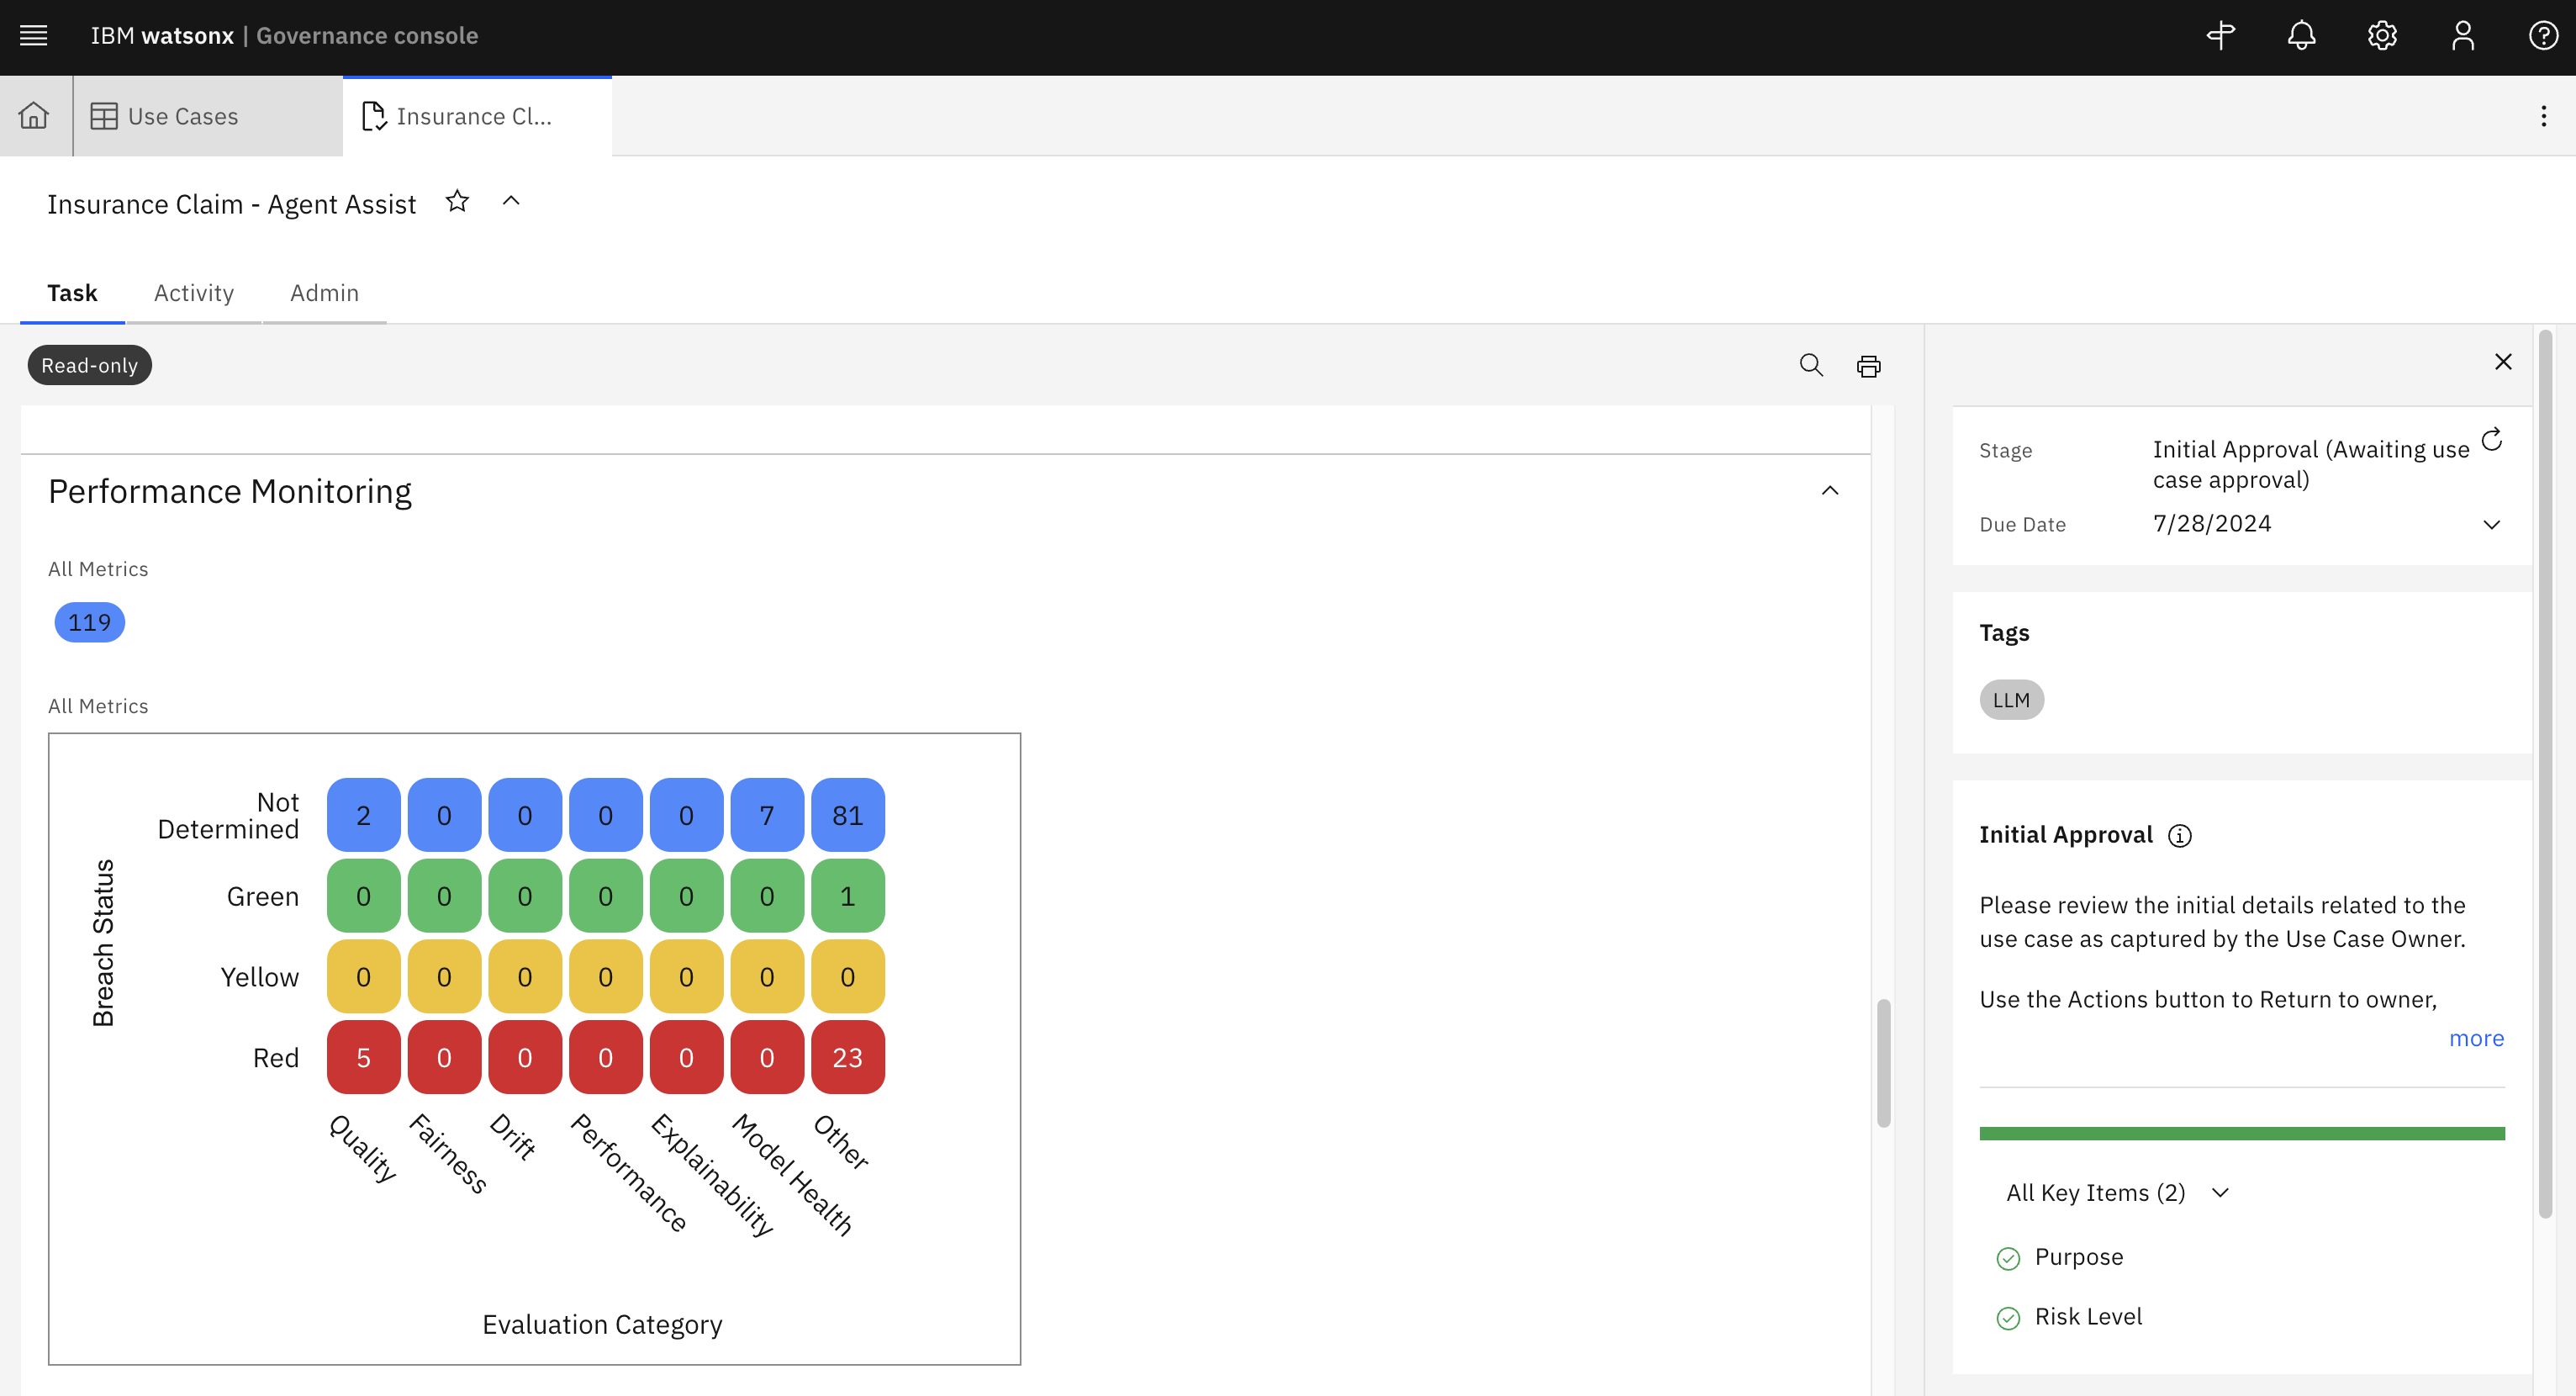 IBM watsonx | Governance console
Use Cases
Insurance Cl...
Insurance Claim - Agent Assist
Task
Activity
Admin
Read-only
Performance Monitoring
All Metrics
119
All Metrics
Breach Status
Not
Determined
2 0 0 0 0 7 81
Green
0 0 0 0 0 0 1
Yellow
0 0 0 0 0 0 0
Red
5 0 0 0 0 0 23
Quality
Fairness
Drift
Performance
Explainability
Model Health
Other
Evaluation Category
Stage
Initial Approval (Awaiting use
case approval)
Due Date
7/28/2024
Tags
LLM
Initial Approval
Please review the initial details related to the
use case as captured by the Use Case Owner.
Use the Actions button to Return to owner,
more
All Key Items (2)
Purpose
Risk Level